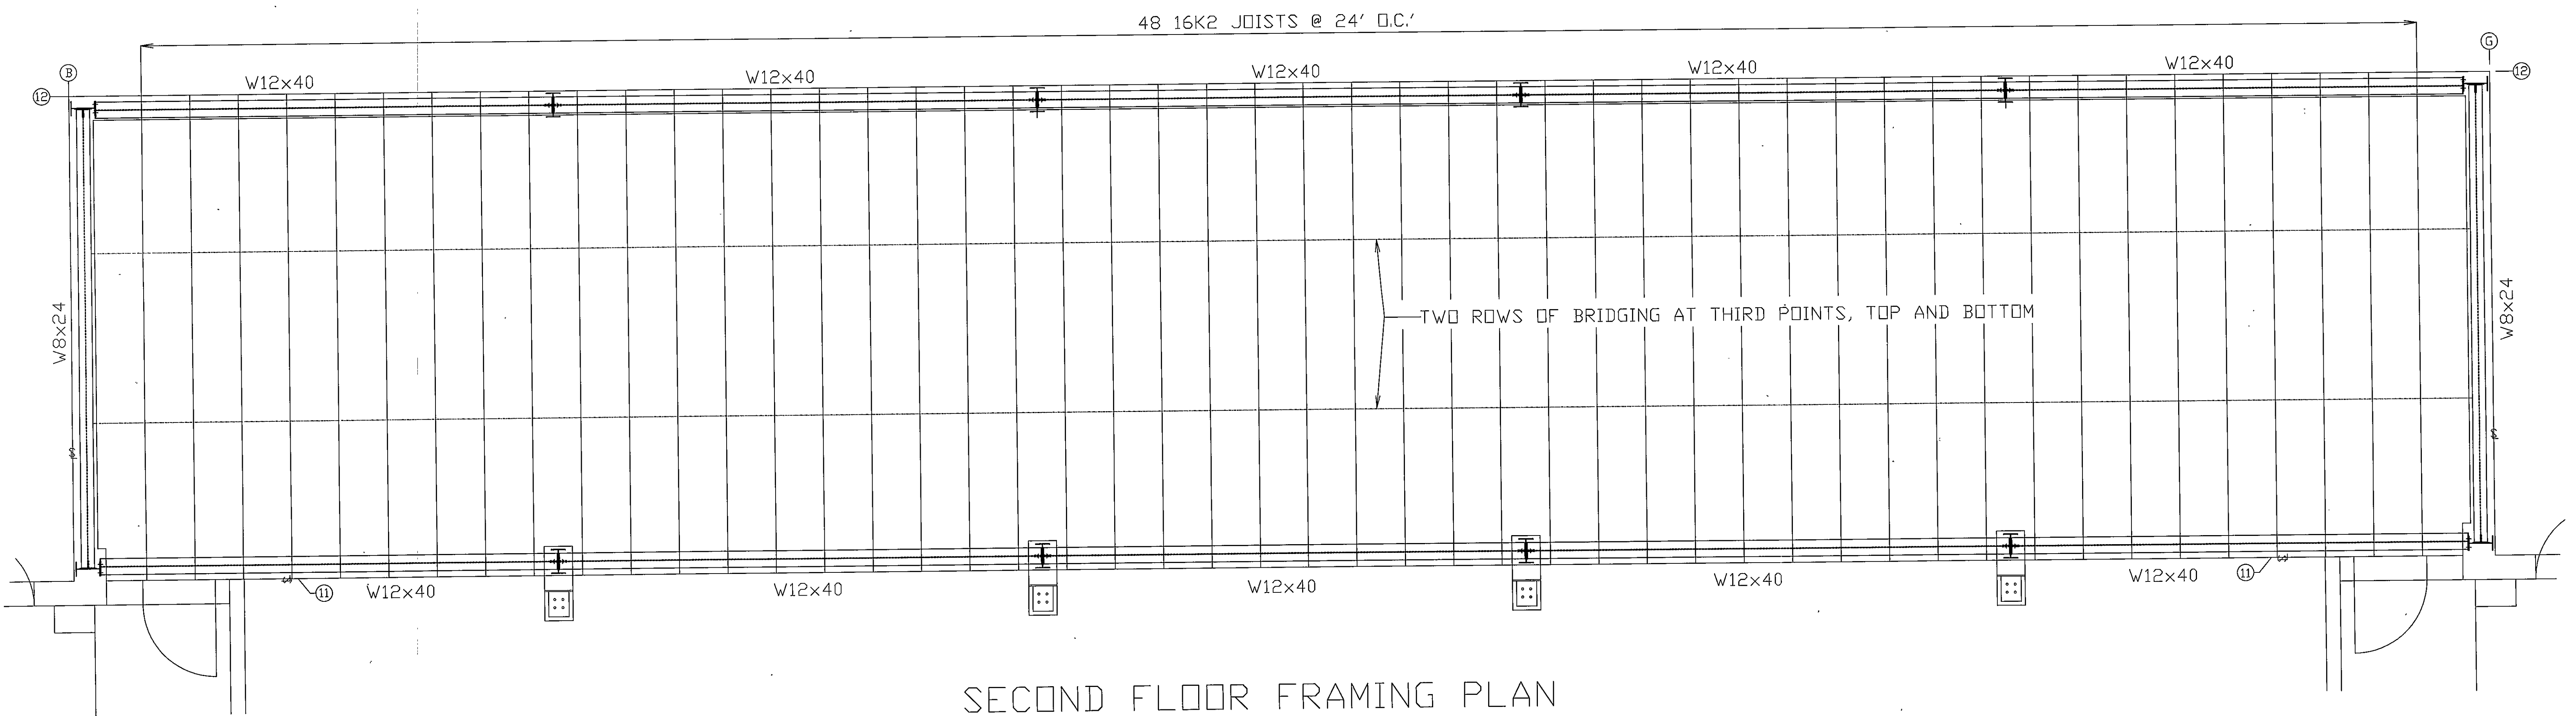 48 16K2 JOISTS @ 24' O.C.'
B
G
12
W12x40
W12x40
W12x40
W12x40
W12x40
12
W8x24
W8x24
TWO ROWS OF BRIDGING AT THIRD POINTS, TOP AND BOTTOM
11
W12x40
W12x40
W12x40
W12x40
11
W12x40
SECOND FLOOR FRAMING PLAN